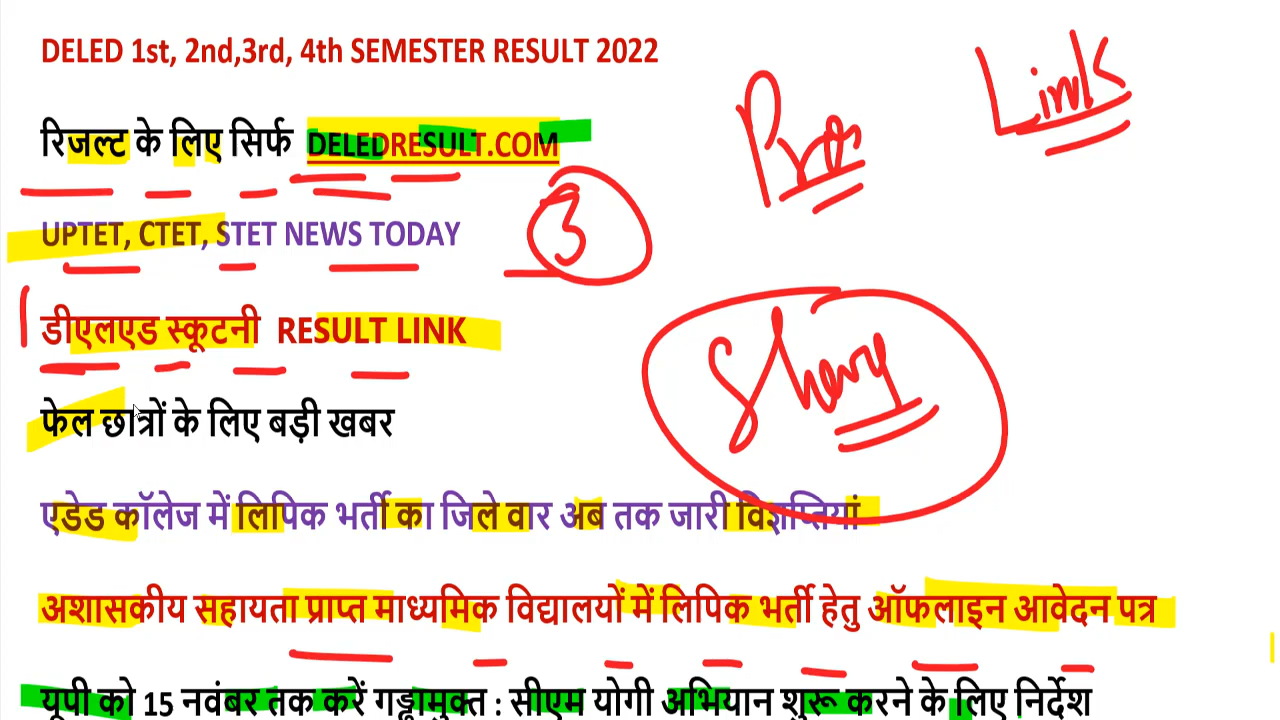 DELED 1st, 2nd,3rd, 4th SEMESTER RESULT 2022
Link
रिजल्ट के लिए सिर्फ DELEDRESULT.COM
UPTET, CTET, STET NEWS TODAY
3
डीएलएड स्कूटनी RESULT LINK
फेल छात्रों के लिए बड़ी खबर
एडेड कॉलेज में लिपिक भर्ती का जिले वार अब तक जारी विज्ञप्तियां
अशासकीय सहायता प्राप्त माध्यमिक विद्यालयों में लिपिक भर्ती हेतु ऑफलाइन आवेदन पत्र
यूपी को 15 नवंबर तक करें गड्ढामुक्त : सीएम योगी अभियान शुरू करने के लिए निर्देश